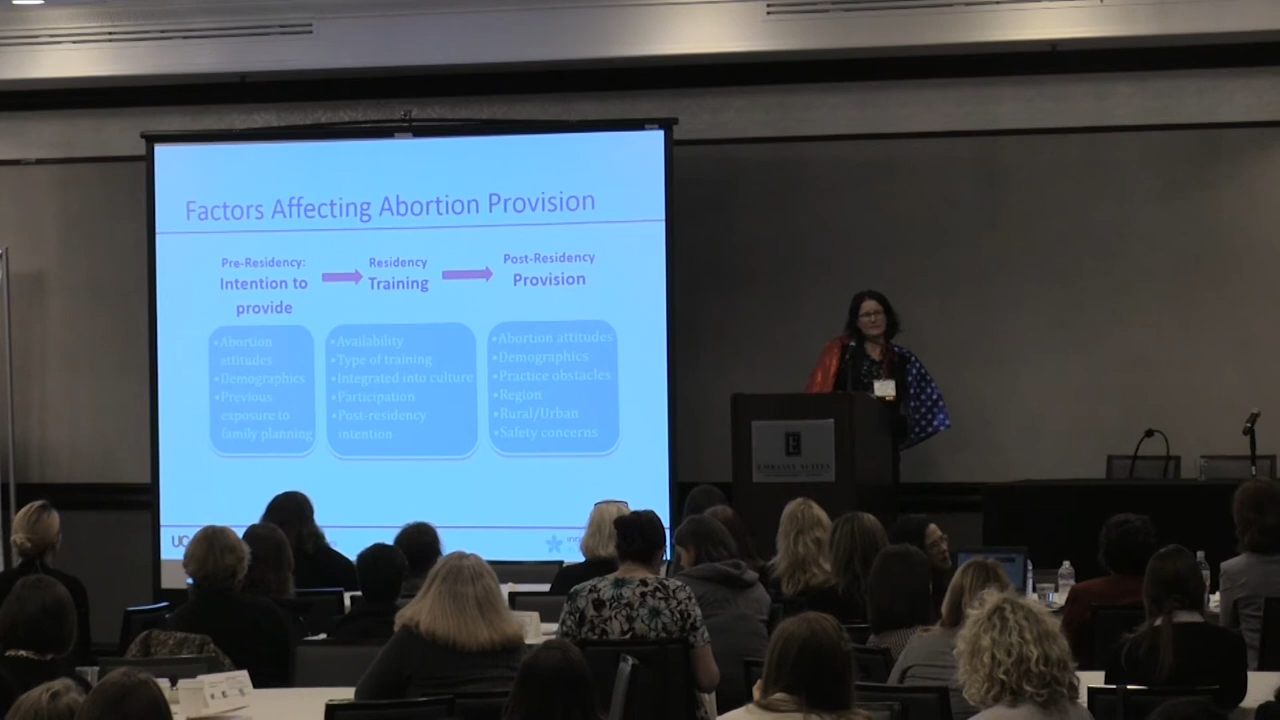 Factors Affecting Abortion Provision
Pre-Residency:
Intention to
provide
Residency
Training
Post-Residency
Provision
•Abortion
attitudes
•Demographics
•Previous
exposure to
family planning
•Availability
•Type of training
•Integrated into culture
•Participation
•Post-residency
intention
•Abortion attitudes
•Demographics
•Practice obstacles
•Region
•Rural/Urban
•Safety concerns
UC
E
EMBASSY SUITES